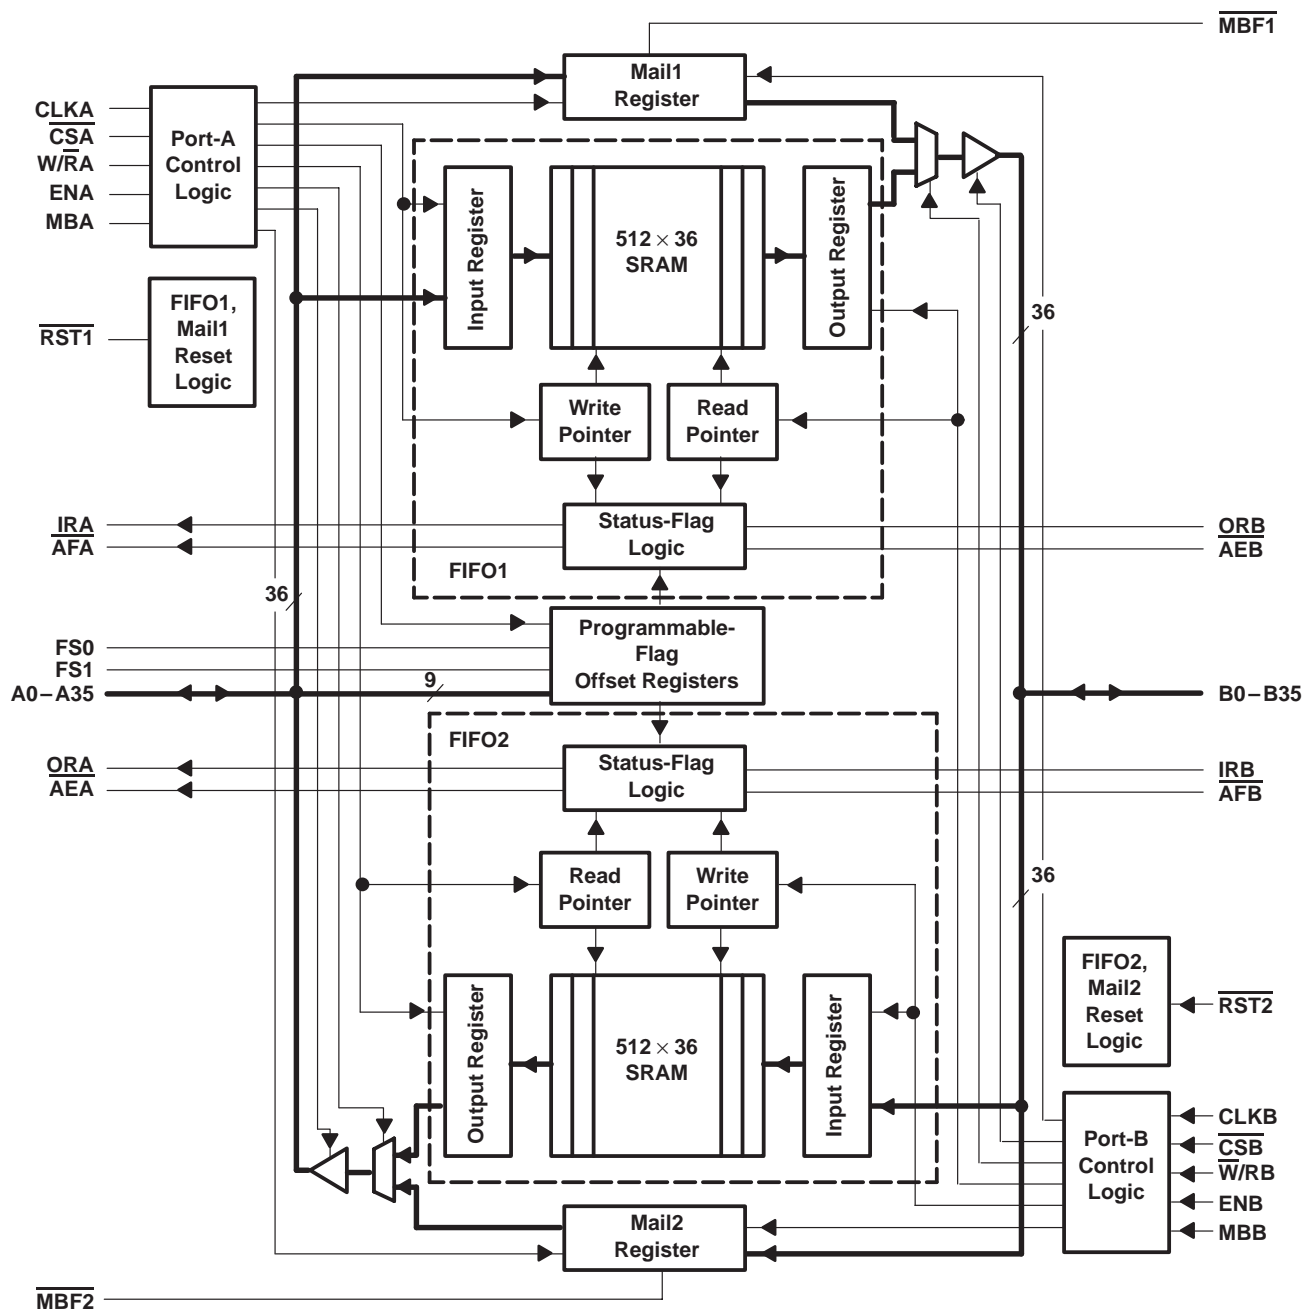 MBF1
Mail1
Register
CLKA
CSA
W/RA
ENA
MBA
Port-A
Control
Logic
Input Register
512 × 36
SRAM
Output Register
36
RST1
FIFO1,
Mail1
Reset
Logic
Write
Pointer
Read
Pointer
IRA
AFA
Status-Flag
Logic
ORB
AEB
FIFO1
36
FS0
FS1
A0–A35
9
Programmable-
Flag
Offset Registers
B0–B35
FIFO2
ORA
AEA
Status-Flag
Logic
IRB
AFB
Read
Pointer
Write
Pointer
36
FIFO2,
Mail2
Reset
Logic
RST2
Output Register
512 × 36
SRAM
Input Register
Port-B
Control
Logic
CLKB
CSB
W/RB
ENB
MBB
Mail2
Register
MBF2